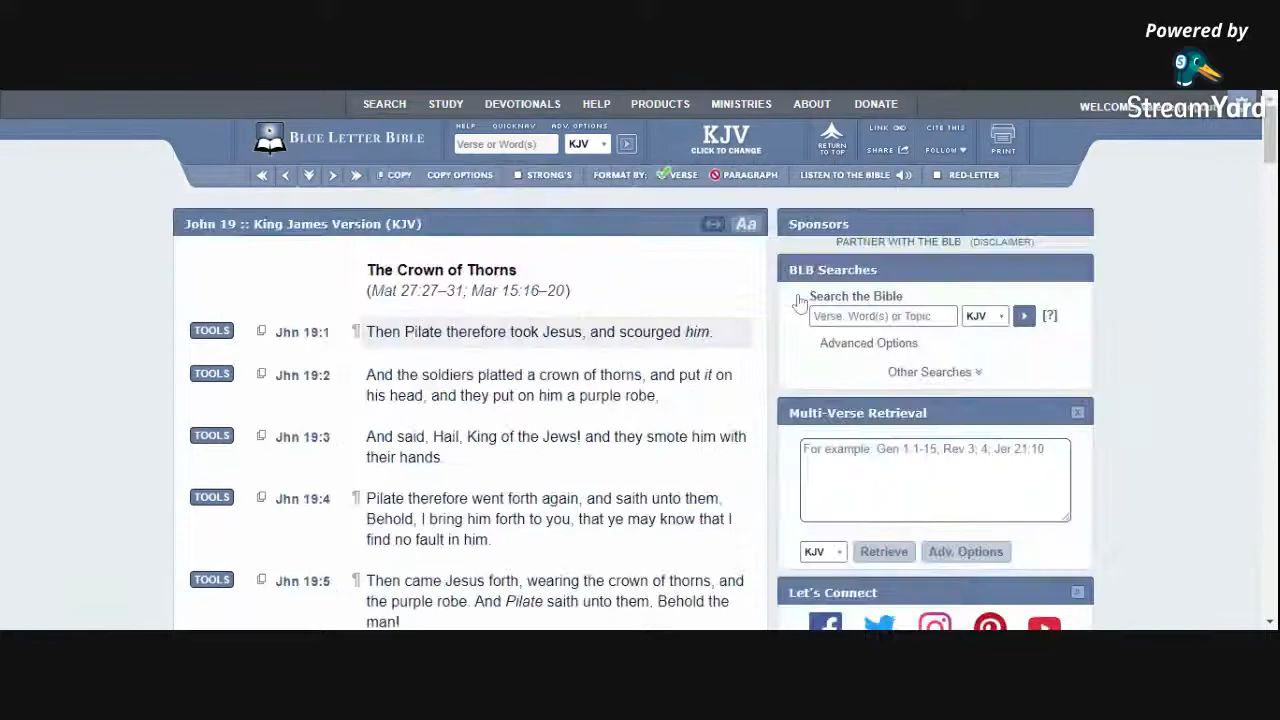 Powered by
StreamYard
SEARCH STUDY DEVOTIONALS HELP PRODUCTS MINISTRIES ABOUT DONATE
WELCOME,
BLUE LETTER BIBLE
HELP QUICKNAV ADV. OPTIONS
Verse or Word(s) KJV
KJV
CLICK TO CHANGE
RETURN
TO TOP
LINK CITE THIS
SHARE FOLLOW
PRINT
COPY COPY OPTIONS STRONG'S FORMAT BY: VERSE PARAGRAPH LISTEN TO THE BIBLE RED-LETTER
John 19 :: King James Version (KJV) Aa
The Crown of Thorns
(Mat 27:27–31; Mar 15:16–20)
TOOLS Jhn 19:1 ¶ Then Pilate therefore took Jesus, and scourged him.
TOOLS Jhn 19:2 And the soldiers platted a crown of thorns, and put it on
his head, and they put on him a purple robe,
TOOLS Jhn 19:3 And said, Hail, King of the Jews! and they smote him with
their hands.
TOOLS Jhn 19:4 ¶ Pilate therefore went forth again, and saith unto them,
Behold, I bring him forth to you, that ye may know that I
find no fault in him.
TOOLS Jhn 19:5 ¶ Then came Jesus forth, wearing the crown of thorns, and
the purple robe. And Pilate saith unto them, Behold the
man!
Sponsors
PARTNER WITH THE BLB (DISCLAIMER)
BLB Searches
Search the Bible
Verse, Word(s) or Topic KJV [?]
Advanced Options
Other Searches
Multi-Verse Retrieval
For example: Gen 1:1-15; Rev 3; 4; Jer 21:10
KJV Retrieve Adv. Options
Let's Connect